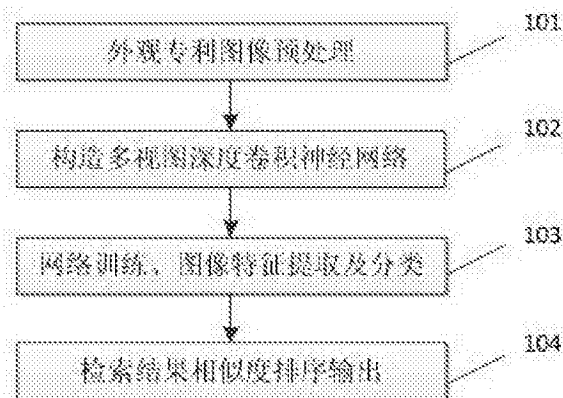 外观专利图像预处理
101
构造多视图深度卷积神经网络
102
网络训练、图像特征提取及分类
103
检索结果相似度排序输出
104